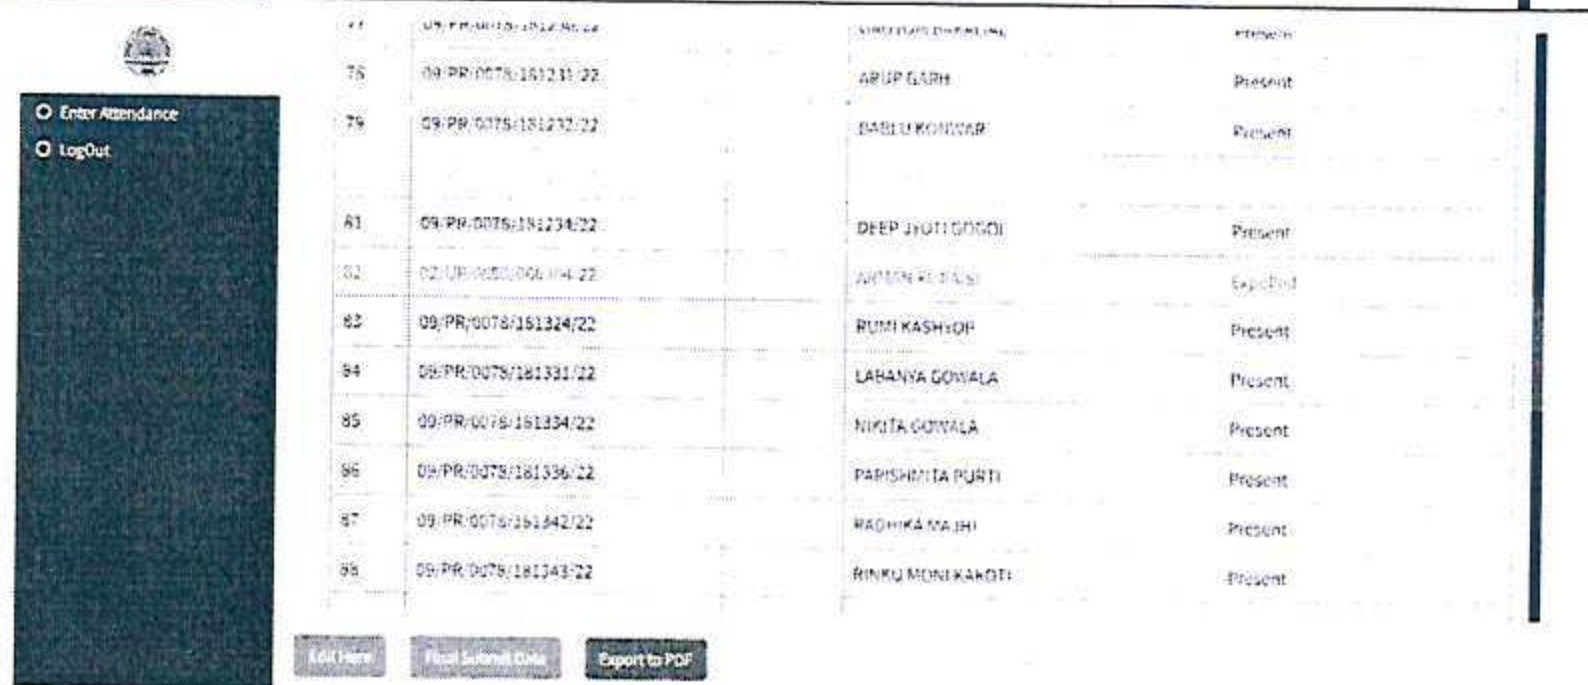 Enter Attendance
LogOut
78 09/PR/0078/181231/22 ARUP GARH Present
79 09/PR/0078/181232/22 BABLU KONWAR Present
81 09/PR/0078/181234/22 DEEP JYOTI GOGOI Present
82 Expelled
83 09/PR/0078/181324/22 RUMI KASHYOP Present
84 09/PR/0078/181331/22 LABANYA GOWALA Present
85 09/PR/0078/181334/22 NIKITA GOWALA Present
86 09/PR/0078/181336/22 PARISHMITA PURTI Present
87 09/PR/0078/181342/22 RADHIKA MAJHI Present
88 09/PR/0078/181343/22 RINKU MONI KAKOTI Present
Edit Here Final Submit Data Export to PDF